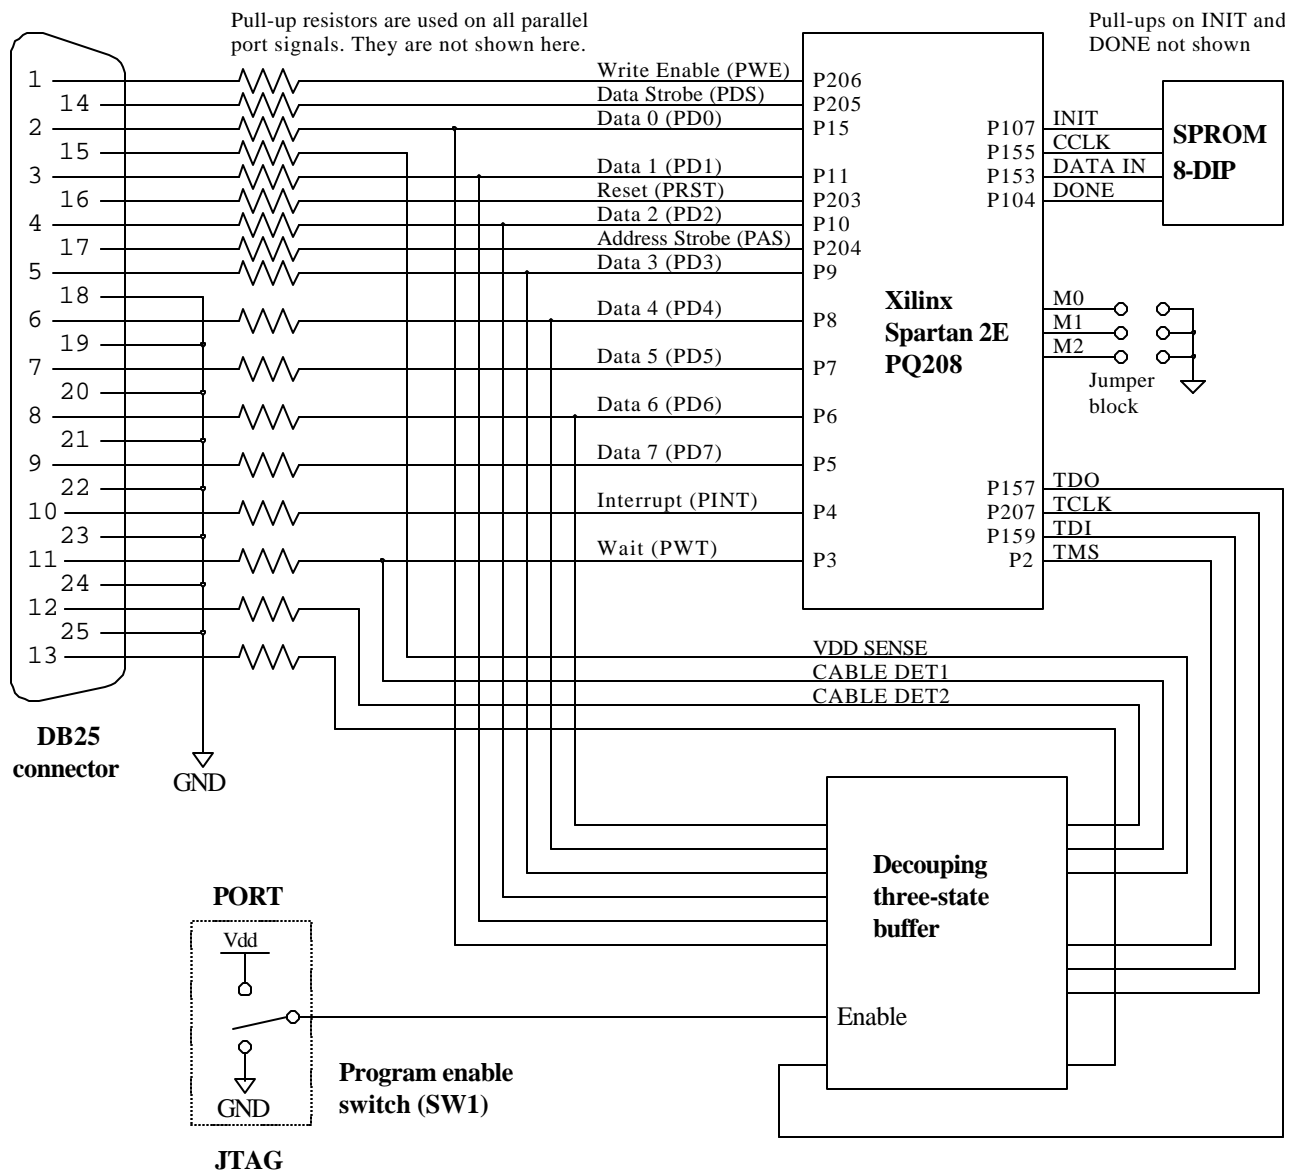 Pull-up resistors are used on all parallel
port signals. They are not shown here.
Pull-ups on INIT and
DONE not shown
1
14
2
15
3
16
4
17
5
18
6
19
7
20
8
21
9
22
10
23
11
24
12
25
13
DB25
connector
GND
Write Enable (PWE)
Data Strobe (PDS)
Data 0 (PD0)
Data 1 (PD1)
Reset (PRST)
Data 2 (PD2)
Address Strobe (PAS)
Data 3 (PD3)
Data 4 (PD4)
Data 5 (PD5)
Data 6 (PD6)
Data 7 (PD7)
Interrupt (PINT)
Wait (PWT)
P206
P205
P15
P11
P203
P10
P204
P9
P8
P7
P6
P5
P4
P3
Xilinx
Spartan 2E
PQ208
P107
P155
P153
P104
INIT
CCLK
DATA IN
DONE
SPROM
8-DIP
M0
M1
M2
Jumper
block
P157
P207
P159
P2
TDO
TCLK
TDI
TMS
VDD SENSE
CABLE DET1
CABLE DET2
Decouping
three-state
buffer
Enable
PORT
Vdd
GND
JTAG
Program enable
switch (SW1)